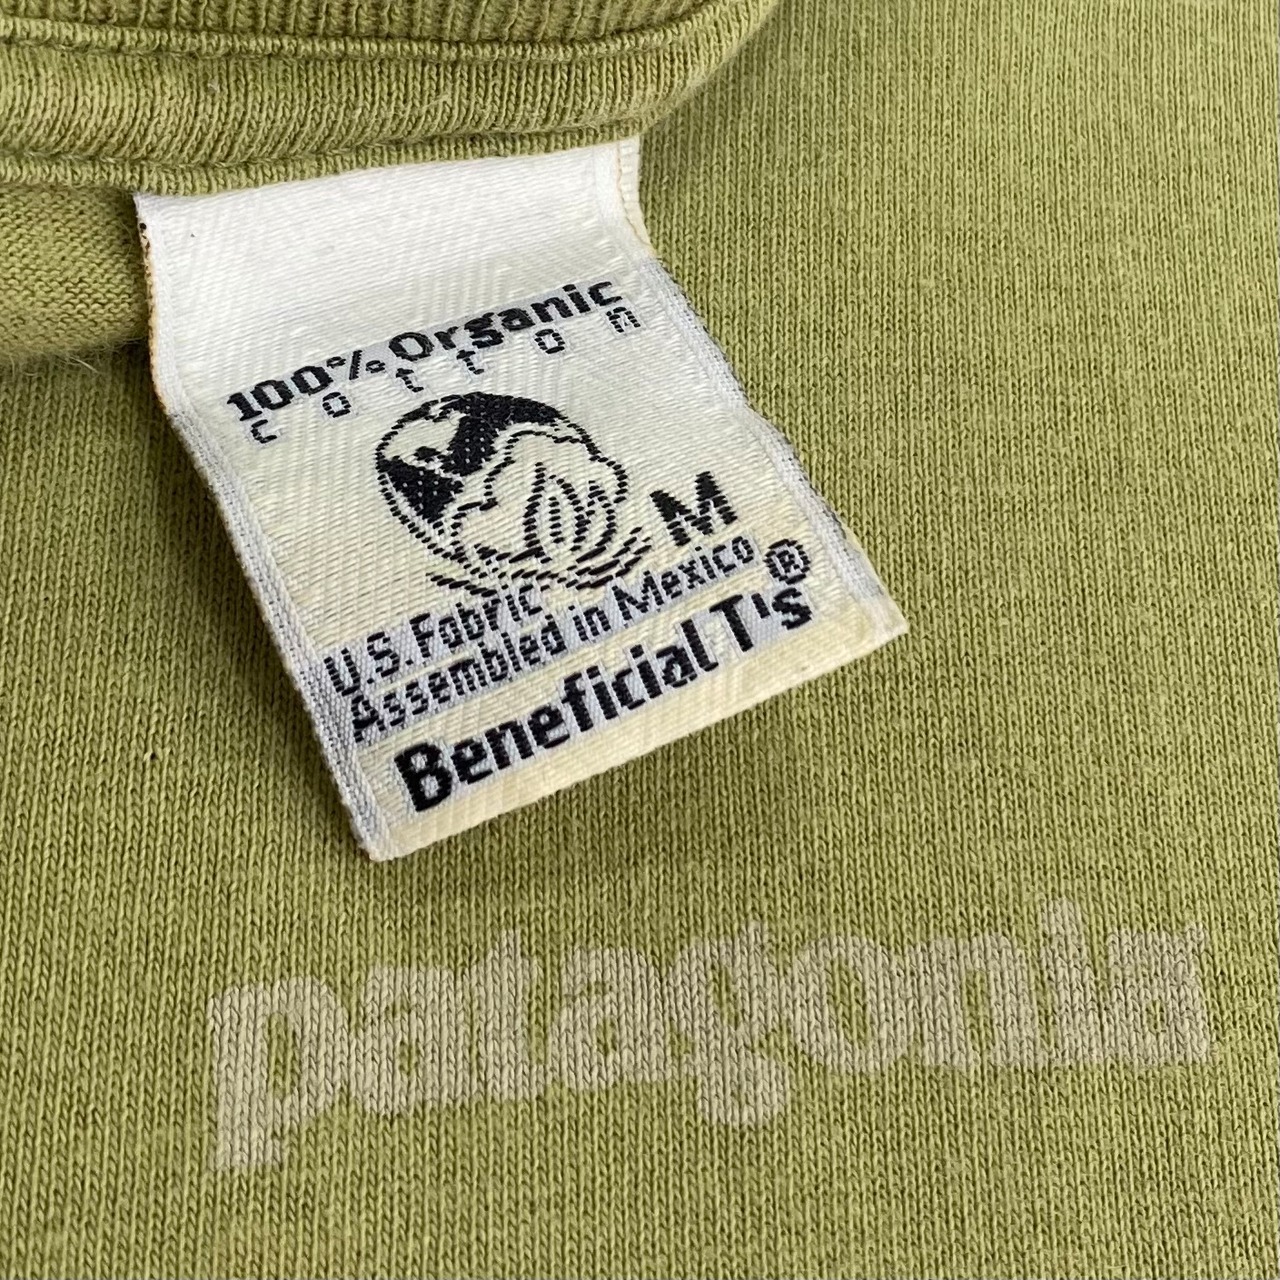 100% Organic
cotton
M
U.S. Fabric
Assembled in Mexico
Beneficial T's®
patagonia